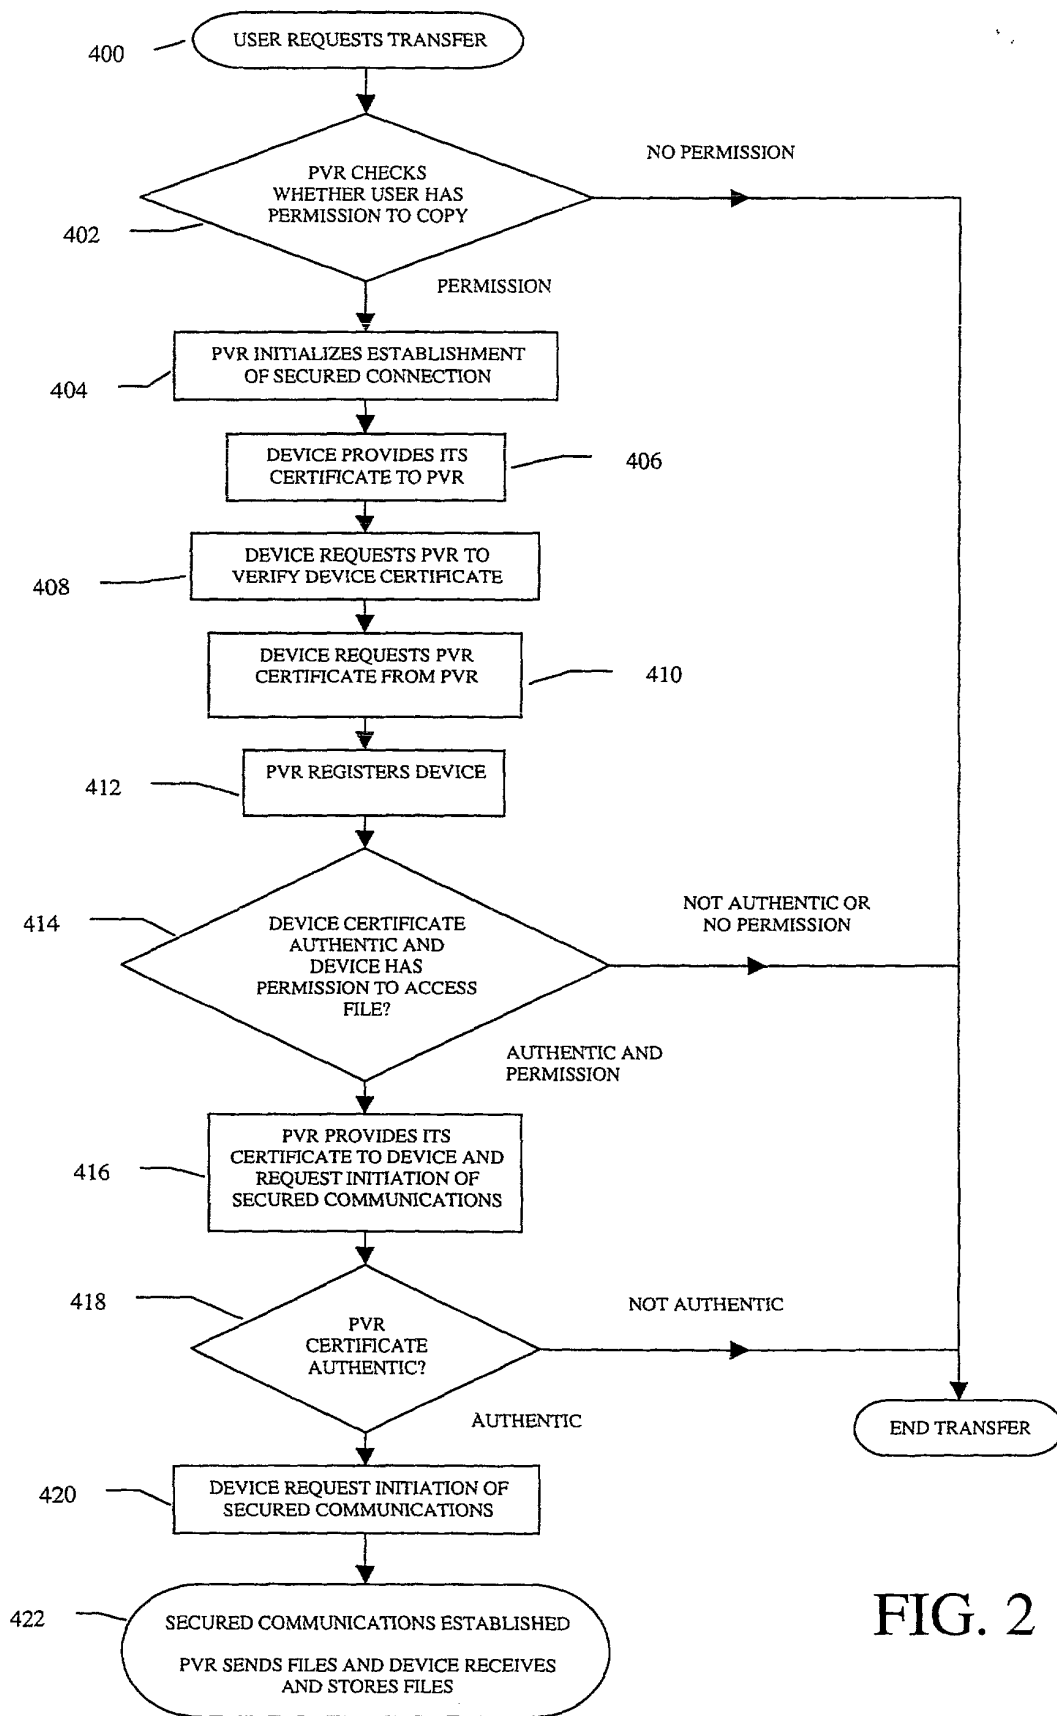 USER REQUESTS TRANSFER
400
PVR CHECKS
WHETHER USER HAS
PERMISSION TO COPY
402
NO PERMISSION
PERMISSION
PVR INITIALIZES ESTABLISHMENT
OF SECURED CONNECTION
404
DEVICE PROVIDES ITS
CERTIFICATE TO PVR
406
DEVICE REQUESTS PVR TO
VERIFY DEVICE CERTIFICATE
408
DEVICE REQUESTS PVR
CERTIFICATE FROM PVR
410
PVR REGISTERS DEVICE
412
414
DEVICE CERTIFICATE
AUTHENTIC AND
DEVICE HAS
PERMISSION TO ACCESS
FILE?
NOT AUTHENTIC OR
NO PERMISSION
AUTHENTIC AND
PERMISSION
PVR PROVIDES ITS
CERTIFICATE TO DEVICE AND
REQUEST INITIATION OF
SECURED COMMUNICATIONS
416
418
PVR
CERTIFICATE
AUTHENTIC?
NOT AUTHENTIC
AUTHENTIC
END TRANSFER
DEVICE REQUEST INITIATION OF
SECURED COMMUNICATIONS
420
422
SECURED COMMUNICATIONS ESTABLISHED
PVR SENDS FILES AND DEVICE RECEIVES
AND STORES FILES
FIG. 2